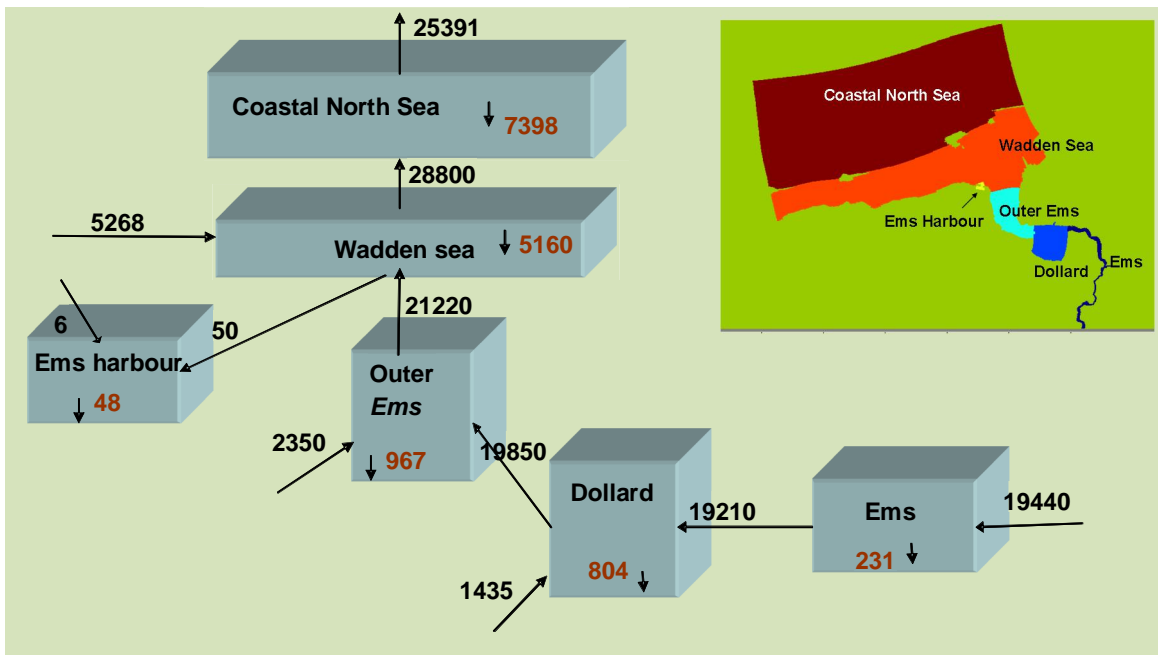 25391
Coastal North Sea
7398
28800
5268
Wadden sea
5160
21220
6
50
Ems harbour
48
Outer
Ems
2350
967
19850
Dollard
804
1435
19210
Ems
231
19440
Coastal North Sea
Wadden Sea
Ems Harbour
Outer Ems
Dollard
Ems